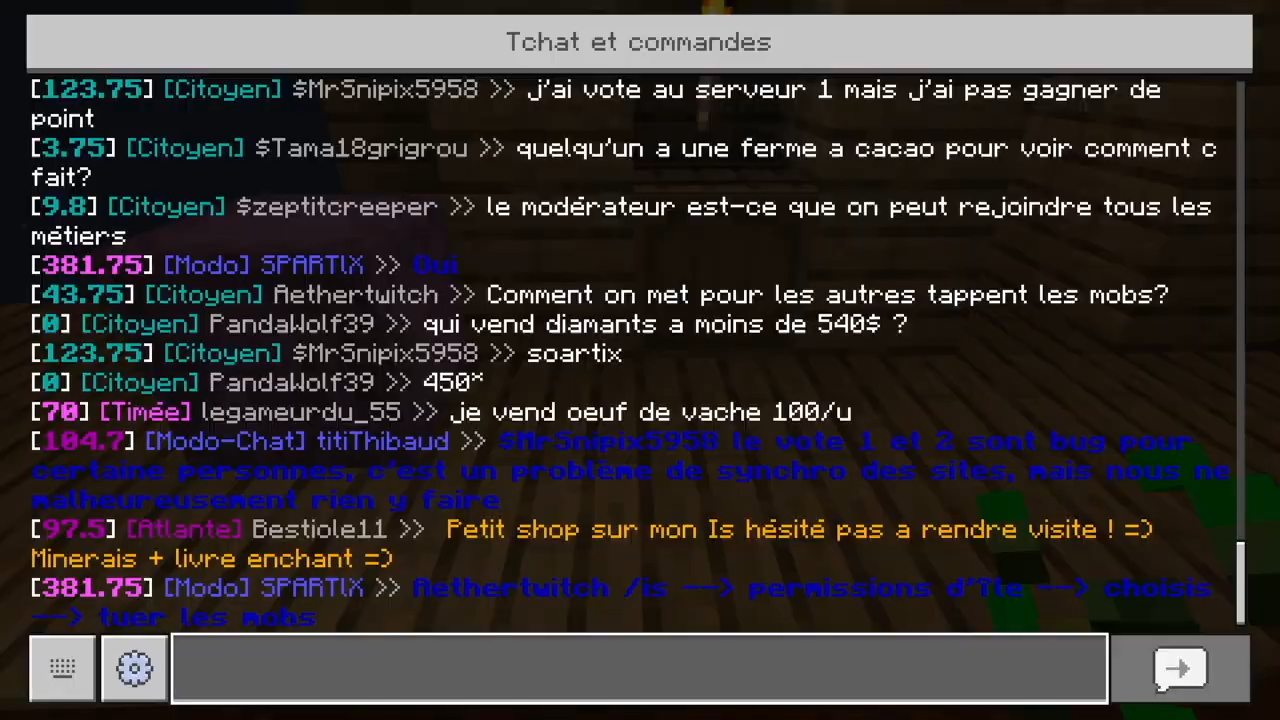 Tchat et commandes
[123.75] [Citoyen] $MrSnipix5958 >> j'ai vote au serveur 1 mais j'ai pas gagner de
point
[3.75] [Citoyen] $Tama18grigrou >> quelqu'un a une ferme a cacao pour voir comment c
fait?
[9.8] [Citoyen] $zeptitcreeper >> le modérateur est-ce que on peut rejoindre tous les
métiers
[381.75] [Modo] SPARTlX >> Oui
[43.75] [Citoyen] Aethertwitch >> Comment on met pour les autres tappent les mobs?
[0] [Citoyen] PandaWolf39 >> qui vend diamants a moins de 540$ ?
[123.75] [Citoyen] $MrSnipix5958 >> soartix
[0] [Citoyen] PandaWolf39 >> 450*
[70] [Timée] legameurdu_55 >> je vend oeuf de vache 100/u
[104.7] [Modo-Chat] titiThibaud >> $MrSnipix5958 le vote 1 et 2 sont bug pour
certaine personnes, c'est un problème de synchro des sites, mais nous ne
malheureusement rien y faire
[97.5] [Atlante] Bestiole11 >> Petit shop sur mon Is hésité pas a rendre visite ! =)
Minerais + livre enchant =)
[381.75] [Modo] SPARTlX >> Aethertwitch /is --> permissions d'île --> choisis
--> tuer les mobs